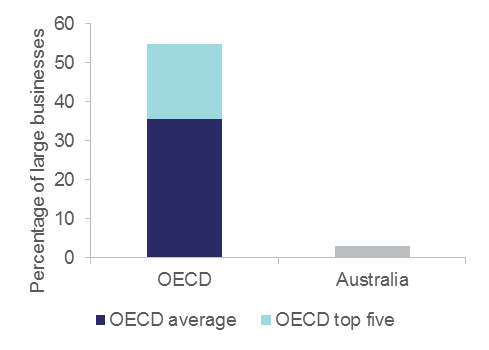 Percentage of large businesses
60
50
40
30
20
10
0
OECD
Australia
OECD average
OECD top five